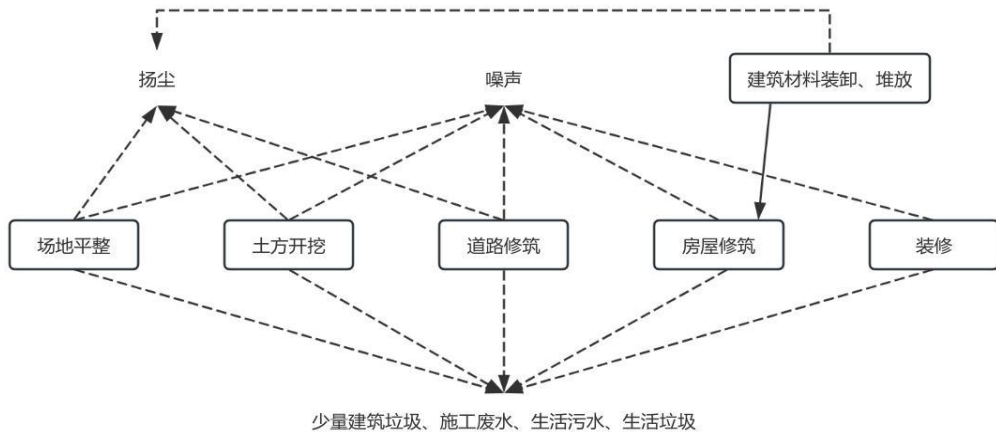 扬尘
噪声
建筑材料装卸、堆放
场地平整
土方开挖
道路修筑
房屋修筑
装修
少量建筑垃圾、施工废水、生活污水、生活垃圾